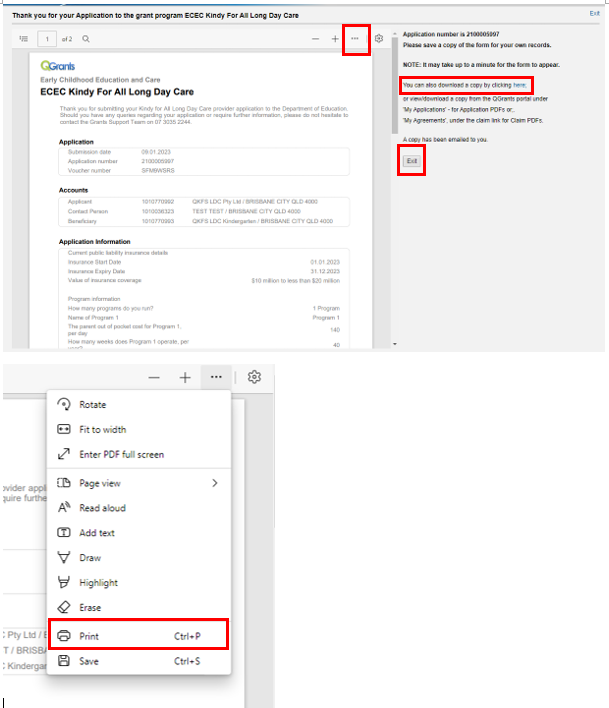 Thank you for your Application to the grant program ECEC Kindy For All Long Day Care
Exit
1 of 2
QGrants
Early Childhood Education and Care
ECEC Kindy For All Long Day Care
Thank you for submitting your Kindy for All Long Day Care provider application to the Department of Education.
Should you have any queries regarding your application or require further information, please do not hesitate to
contact the Grants Support Team on 07 3035 2244.
Application
Submission date 09.01.2023
Application number 2100005997
Voucher number SFM9WSRS
Accounts
Applicant 1010770992 QKFS LDC Pty Ltd / BRISBANE CITY QLD 4000
Contact Person 1010036323 TEST TEST / BRISBANE CITY QLD 4000
Beneficiary 1010770993 QKFS LDC Kindergarten / BRISBANE CITY QLD 4000
Application Information
Current public liability insurance details
Insurance Start Date 01.01.2023
Insurance Expiry Date 31.12.2023
Value of insurance coverage $10 million to less than $20 million
Program information
How many programs do you run? 1 Program
Name of Program 1 Program 1
The parent out of pocket cost for Program 1, 140
per day
How many weeks does Program 1 operate, per 40
year?
Application number is 2100005997
Please save a copy of the form for your own records.
NOTE: It may take up to a minute for the form to appear.
You can also download a copy by clicking here;
or view/download a copy from the QGrants portal under
'My Applications' - for Application PDFs or..
'My Agreements', under the claim link for Claim PDFs.
A copy has been emailed to you.
Exit
Rotate
Fit to width
Enter PDF full screen
Page view
Read aloud
Add text
Draw
Highlight
Erase
Print Ctrl+P
Save Ctrl+S
ovider appl
quire furthe
C Pty Ltd / B
T / BRISBA
C Kindergar